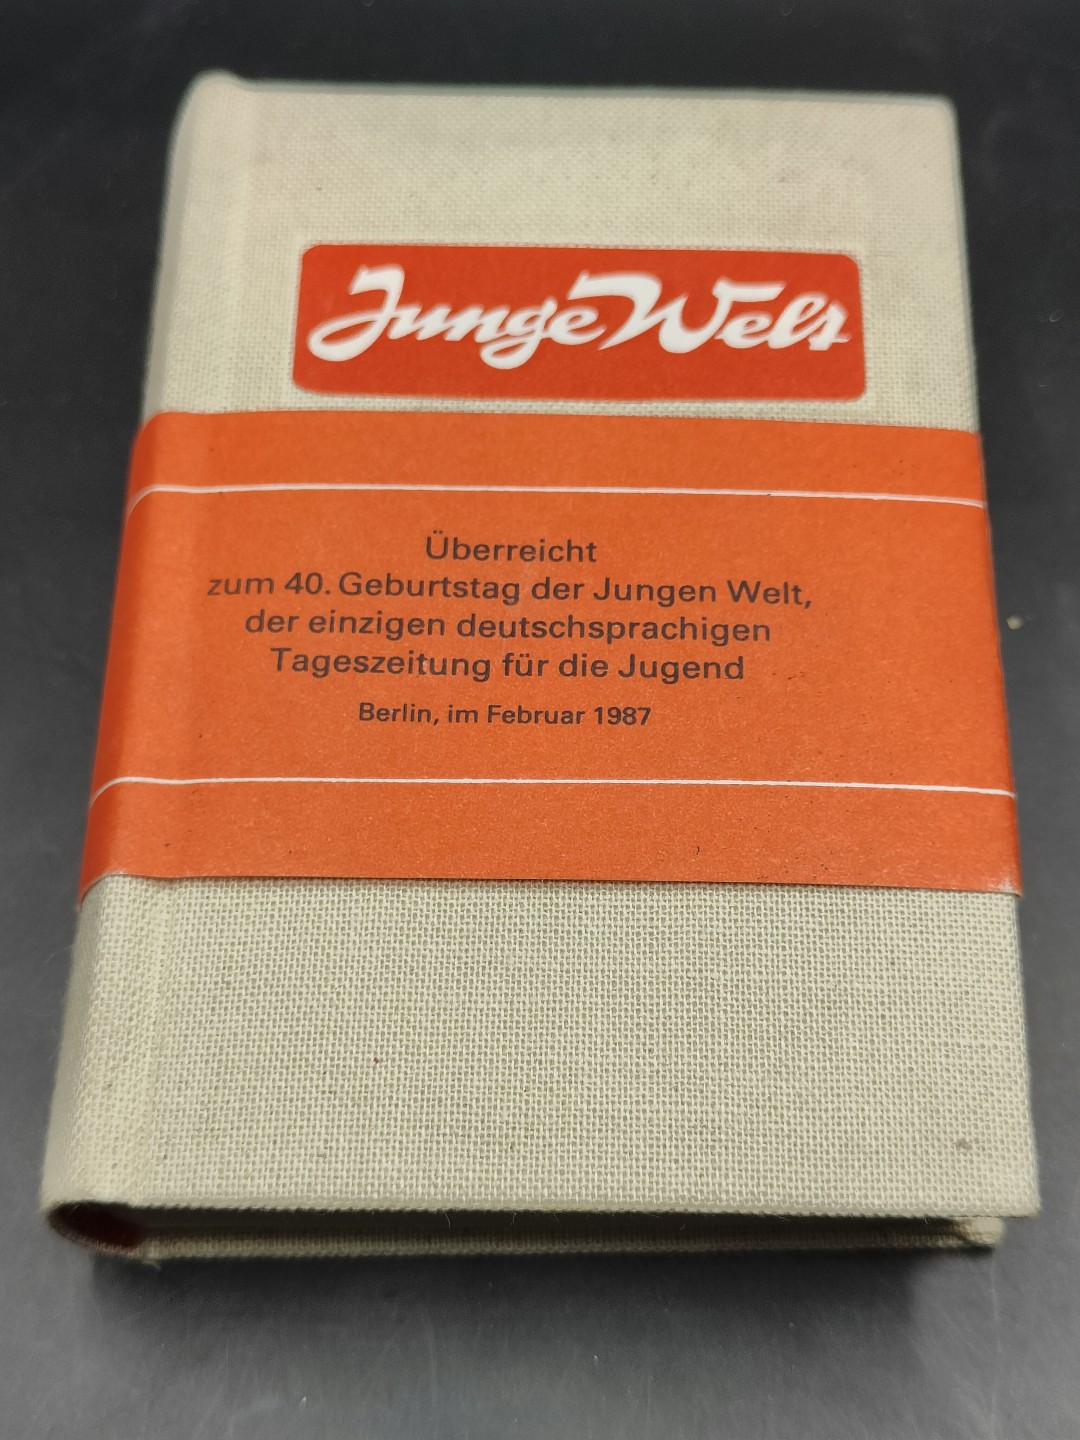 Junge Welt
Überreicht
zum 40. Geburtstag der Jungen Welt,
der einzigen deutschsprachigen
Tageszeitung für die Jugend
Berlin, im Februar 1987